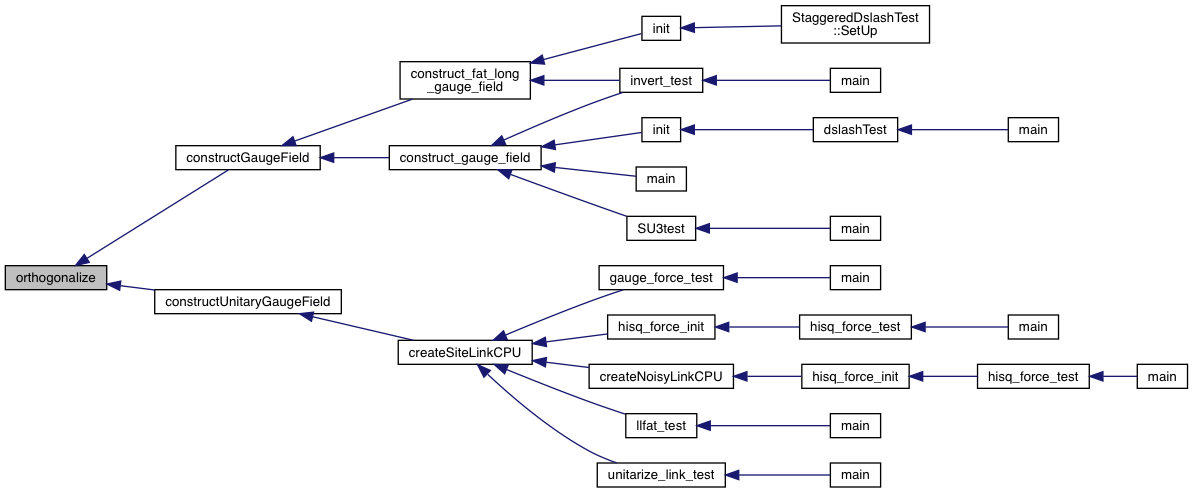 StaggeredDslashTest
::SetUp
init
construct_fat_long
_gauge_field
invert_test
main
init
dslashTest
main
constructGaugeField
construct_gauge_field
main
SU3test
main
orthogonalize
gauge_force_test
main
constructUnitaryGaugeField
hisq_force_init
hisq_force_test
main
createSiteLinkCPU
createNoisyLinkCPU
hisq_force_init
hisq_force_test
main
llfat_test
main
unitarize_link_test
main